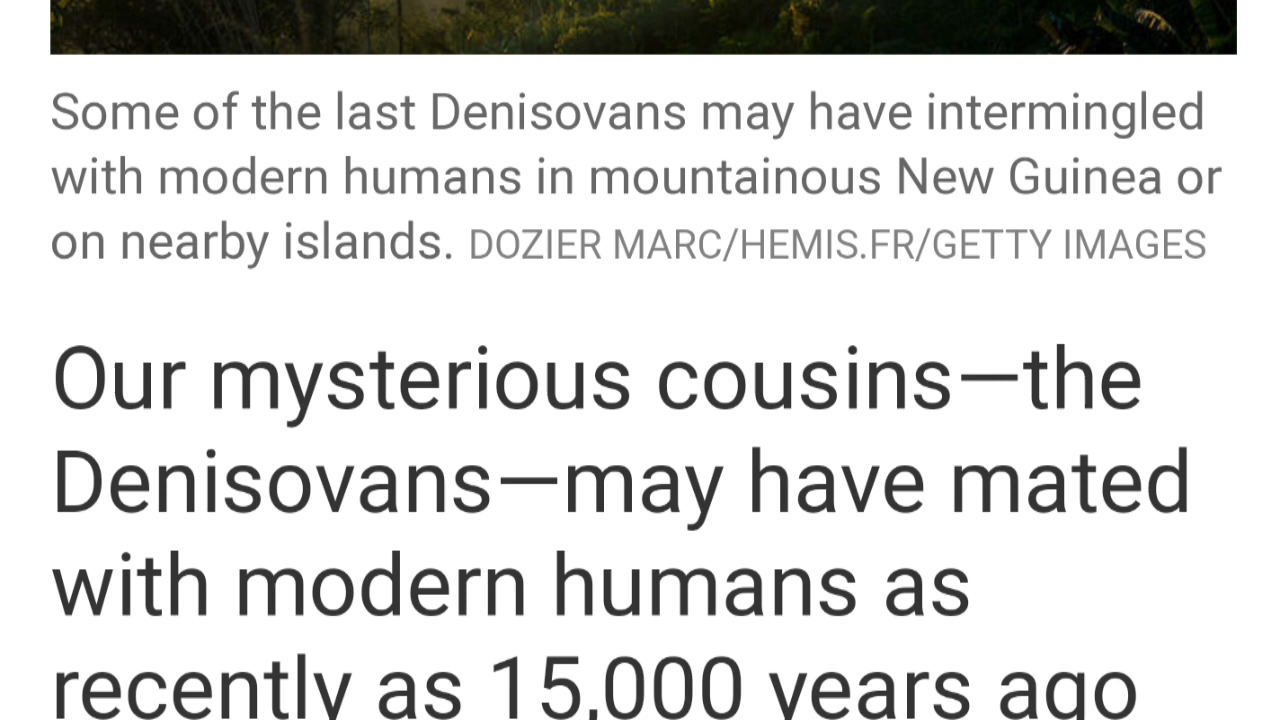 Some of the last Denisovans may have intermingled
with modern humans in mountainous New Guinea or
on nearby islands. DOZIER MARC/HEMIS.FR/GETTY IMAGES
Our mysterious cousins—the
Denisovans—may have mated
with modern humans as
recently as 15,000 years ago